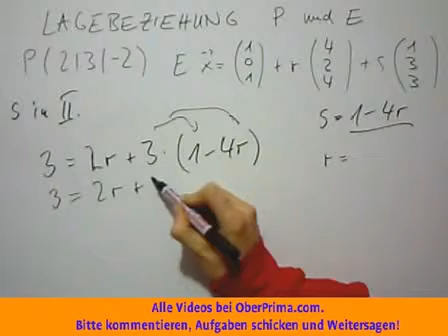 LAGEBEZIEHUNG P und E
P(2|3|-2) E x⃗ = (1 0 1) + r (4 2 4) + s (1 3 3)
s in II.
s = 1 - 4r
3 = 2r + 3 · (1 - 4r)
r =
3 = 2r +
Alle Videos bei OberPrima.com.
Bitte kommentieren, Aufgaben schicken und Weitersagen!